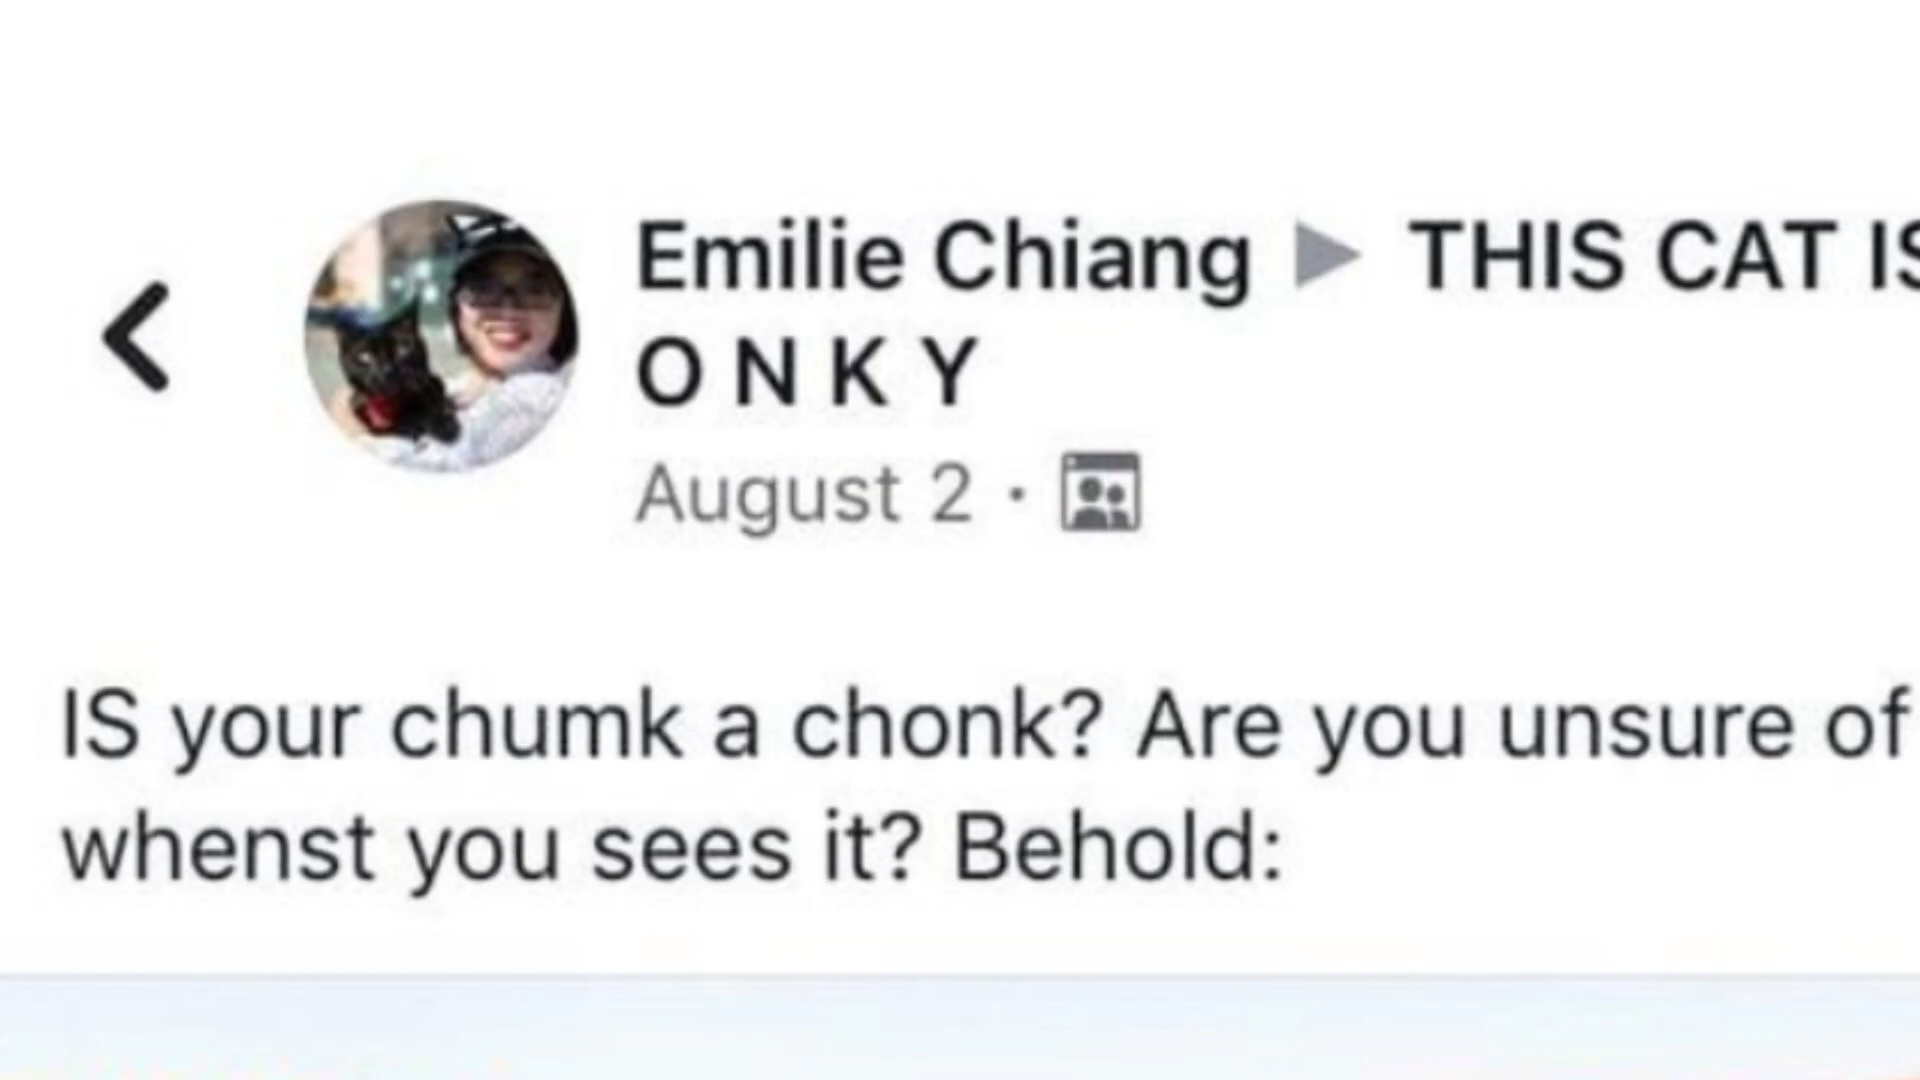 Emilie Chiang ▶ THIS CAT IS
O N K Y
August 2 ·
IS your chumk a chonk? Are you unsure of
whenst you sees it? Behold: